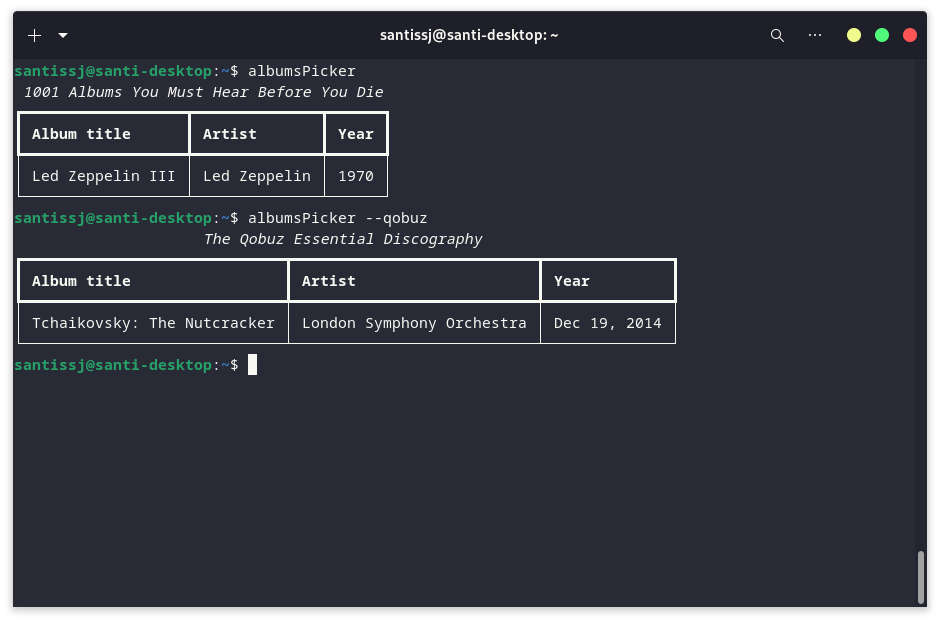 santissj@santi-desktop: ~
santissj@santi-desktop:~$ albumsPicker
1001 Albums You Must Hear Before You Die
Album title Artist Year
Led Zeppelin III Led Zeppelin 1970
santissj@santi-desktop:~$ albumsPicker --qobuz
The Qobuz Essential Discography
Album title Artist Year
Tchaikovsky: The Nutcracker London Symphony Orchestra Dec 19, 2014
santissj@santi-desktop:~$